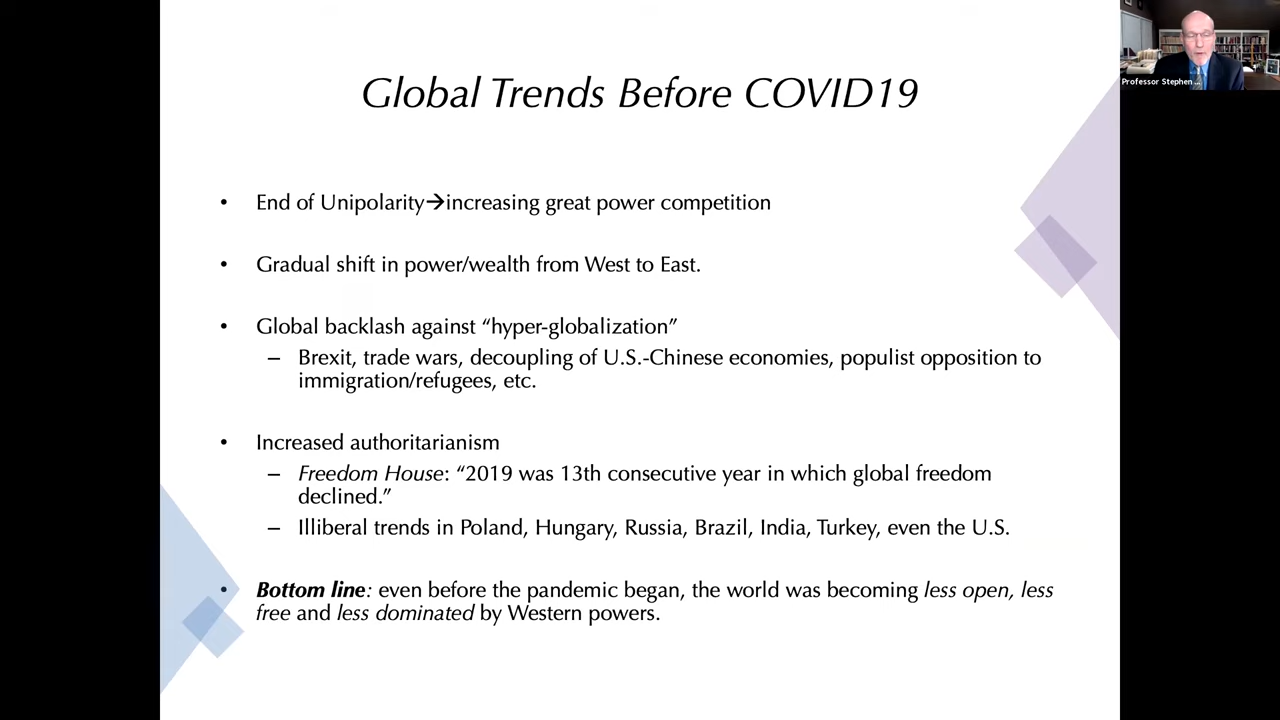 Professor Stephen ...
Global Trends Before COVID19
• End of Unipolarity→increasing great power competition
• Gradual shift in power/wealth from West to East.
• Global backlash against “hyper-globalization”
– Brexit, trade wars, decoupling of U.S.-Chinese economies, populist opposition to
immigration/refugees, etc.
• Increased authoritarianism
– Freedom House: “2019 was 13th consecutive year in which global freedom
declined.”
– Illiberal trends in Poland, Hungary, Russia, Brazil, India, Turkey, even the U.S.
• Bottom line: even before the pandemic began, the world was becoming less open, less
free and less dominated by Western powers.